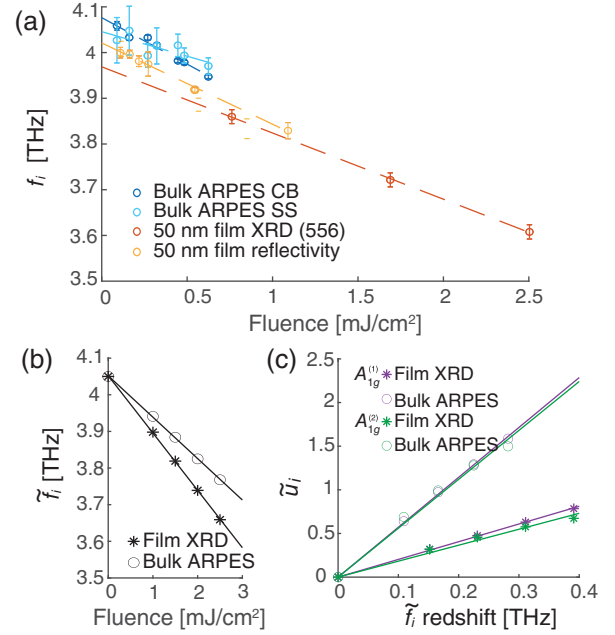 (a)
4.1
4
3.9
3.8
3.7
3.6
3.5
f_i [THz]
Bulk ARPES CB
Bulk ARPES SS
50 nm film XRD (556)
50 nm film reflectivity
0 0.5 1 1.5 2 2.5
Fluence [mJ/cm²]
(b)
4.1
4
3.9
3.8
3.7
3.6
3.5
f̃_i [THz]
Film XRD
Bulk ARPES
0 1 2 3
Fluence [mJ/cm²]
(c)
2.5
2
1.5
1
0.5
0
ũ_i
A₁g⁽¹⁾ Film XRD
Bulk ARPES
A₁g⁽²⁾ Film XRD
Bulk ARPES
0 0.1 0.2 0.3 0.4
f̃_i redshift [THz]